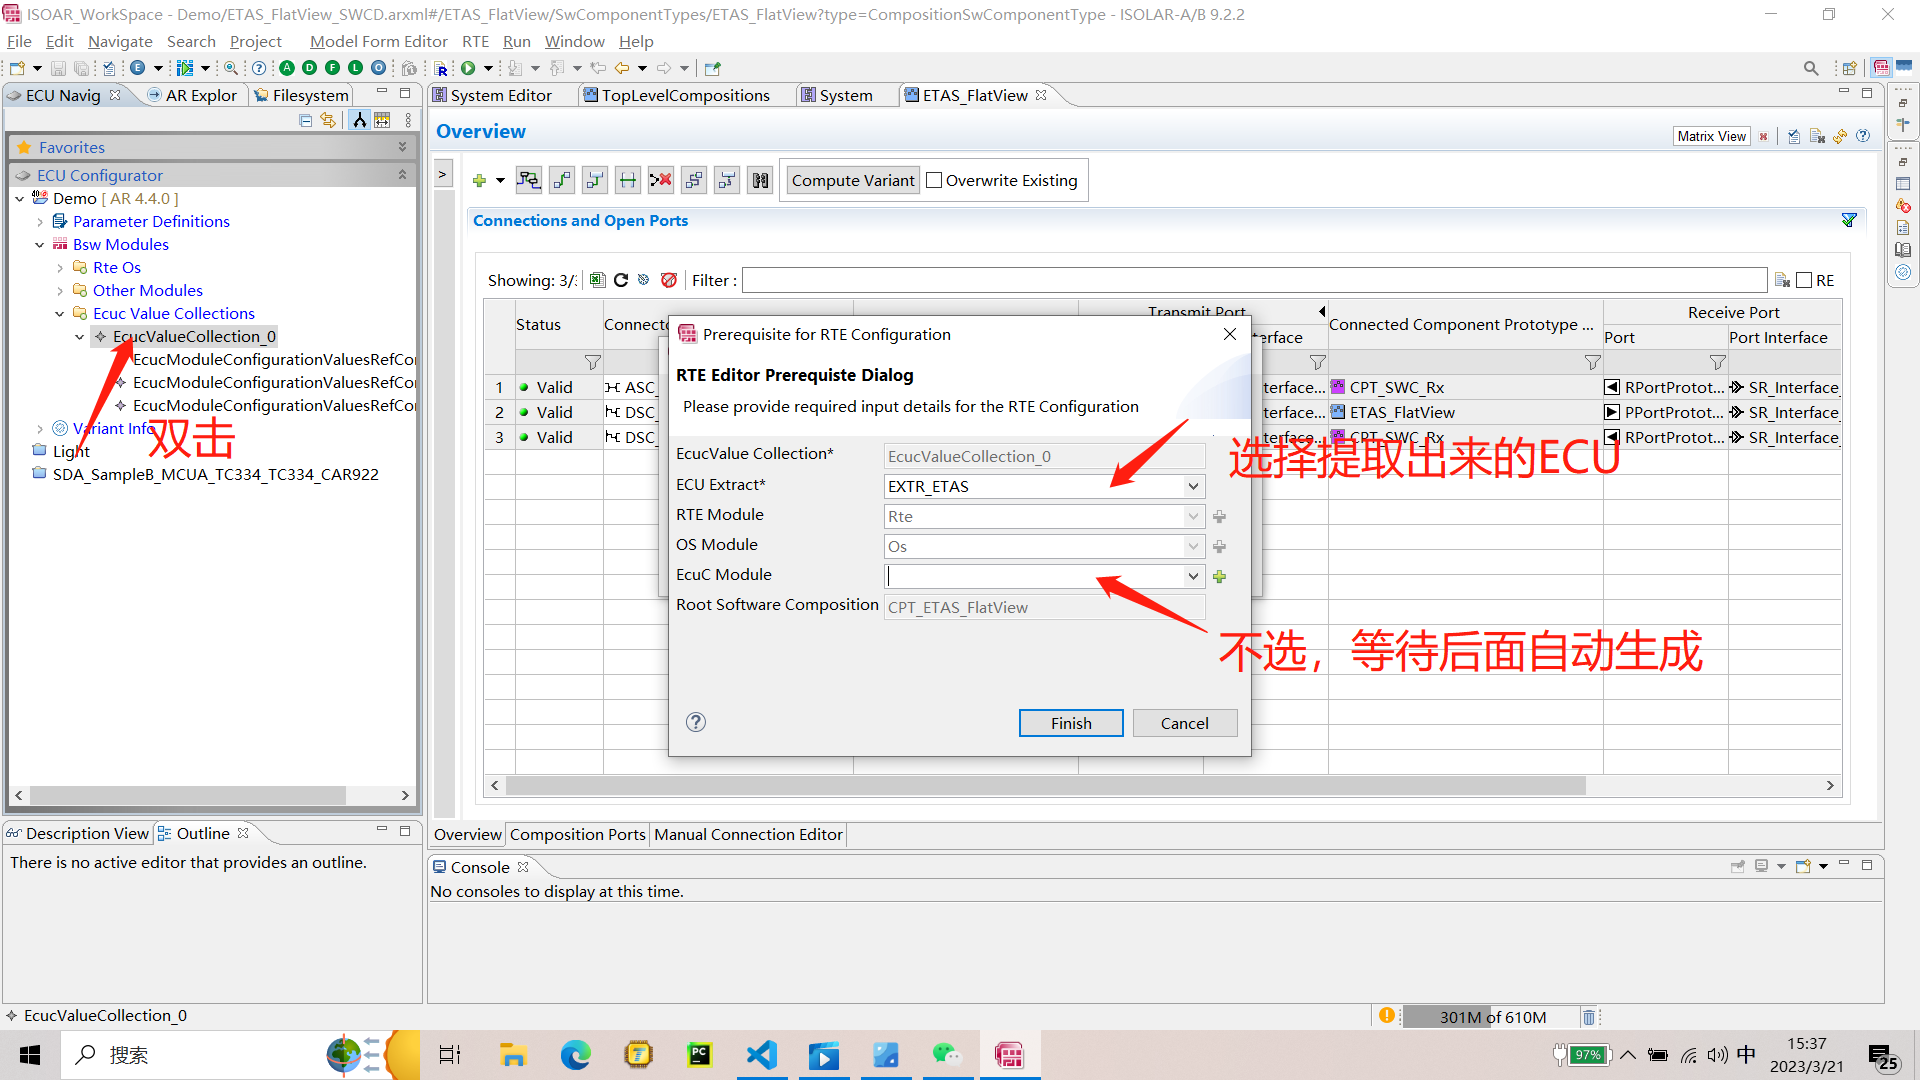 ISOAR_WorkSpace - Demo/ETAS_FlatView_SWCD.arxml#/ETAS_FlatView/SwComponentTypes/ETAS_FlatView?type=CompositionSwComponentType - ISOLAR-A/B 9.2.2
File Edit Navigate Search Project Model Form Editor RTE Run Window Help
ECU Navig AR Explor Filesystem
System Editor TopLevelCompositions System ETAS_FlatView
Favorites
ECU Configurator
Demo [ AR 4.4.0 ]
Parameter Definitions
Bsw Modules
Rte Os
Other Modules
Ecuc Value Collections
EcucValueCollection_0
EcucModuleConfigurationValuesRefCo
EcucModuleConfigurationValuesRefCo
EcucModuleConfigurationValuesRefCo
Variant Info
双击
Light
SDA_SampleB_MCUA_TC334_TC334_CAR922
Overview
Matrix View
Compute Variant Overwrite Existing
Connections and Open Ports
Showing: 3/ Filter : RE
Transmit Port Receive Port
Status Connected Component Prototype ...
Port Port Interface
1 Valid ASC_ terface... CPT_SWC_Rx RPortPrototy... SR_Interface_
2 Valid DSC_ terface... ETAS_FlatView PPortProtot... SR_Interface_
3 Valid DSC_ terface... CPT_SWC_Rx RPortProtot... SR_Interface_
Prerequisite for RTE Configuration
RTE Editor Prerequiste Dialog
Please provide required input details for the RTE Configuration
EcucValue Collection* EcucValueCollection_0
ECU Extract* EXTR_ETAS
RTE Module Rte
OS Module Os
EcuC Module
Root Software Composition CPT_ETAS_FlatView
选择提取出来的ECU
不选，等待后面自动生成
Finish Cancel
Overview Composition Ports Manual Connection Editor
Description View Outline
There is no active editor that provides an outline.
Console
No consoles to display at this time.
EcucValueCollection_0
301M of 610M
搜索
97%
中
15:37
2023/3/21
25